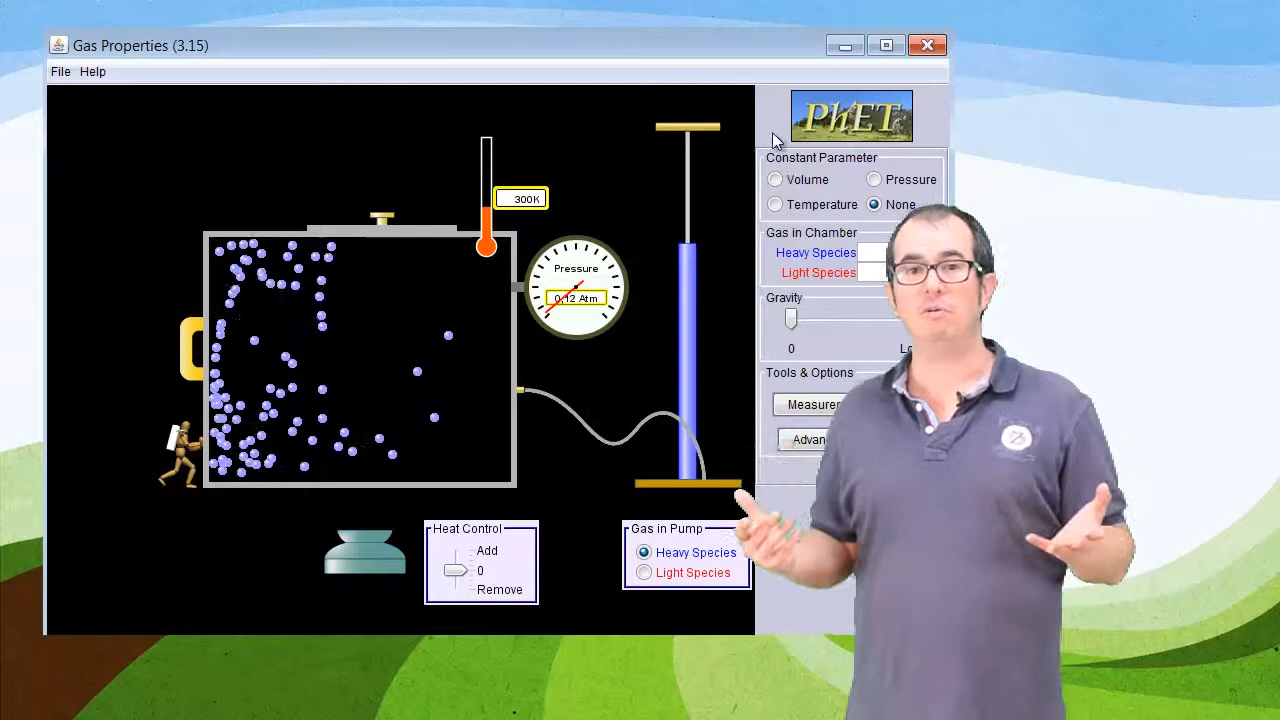 Gas Properties (3.15)
File Help
PhET
Constant Parameter
Volume Pressure
Temperature None
300K
Gas in Chamber
Heavy Species
Light Species
Pressure
0,12 Atm
Gravity
0
Tools & Options
Heat Control
Add
0
Remove
Gas in Pump
Heavy Species
Light Species